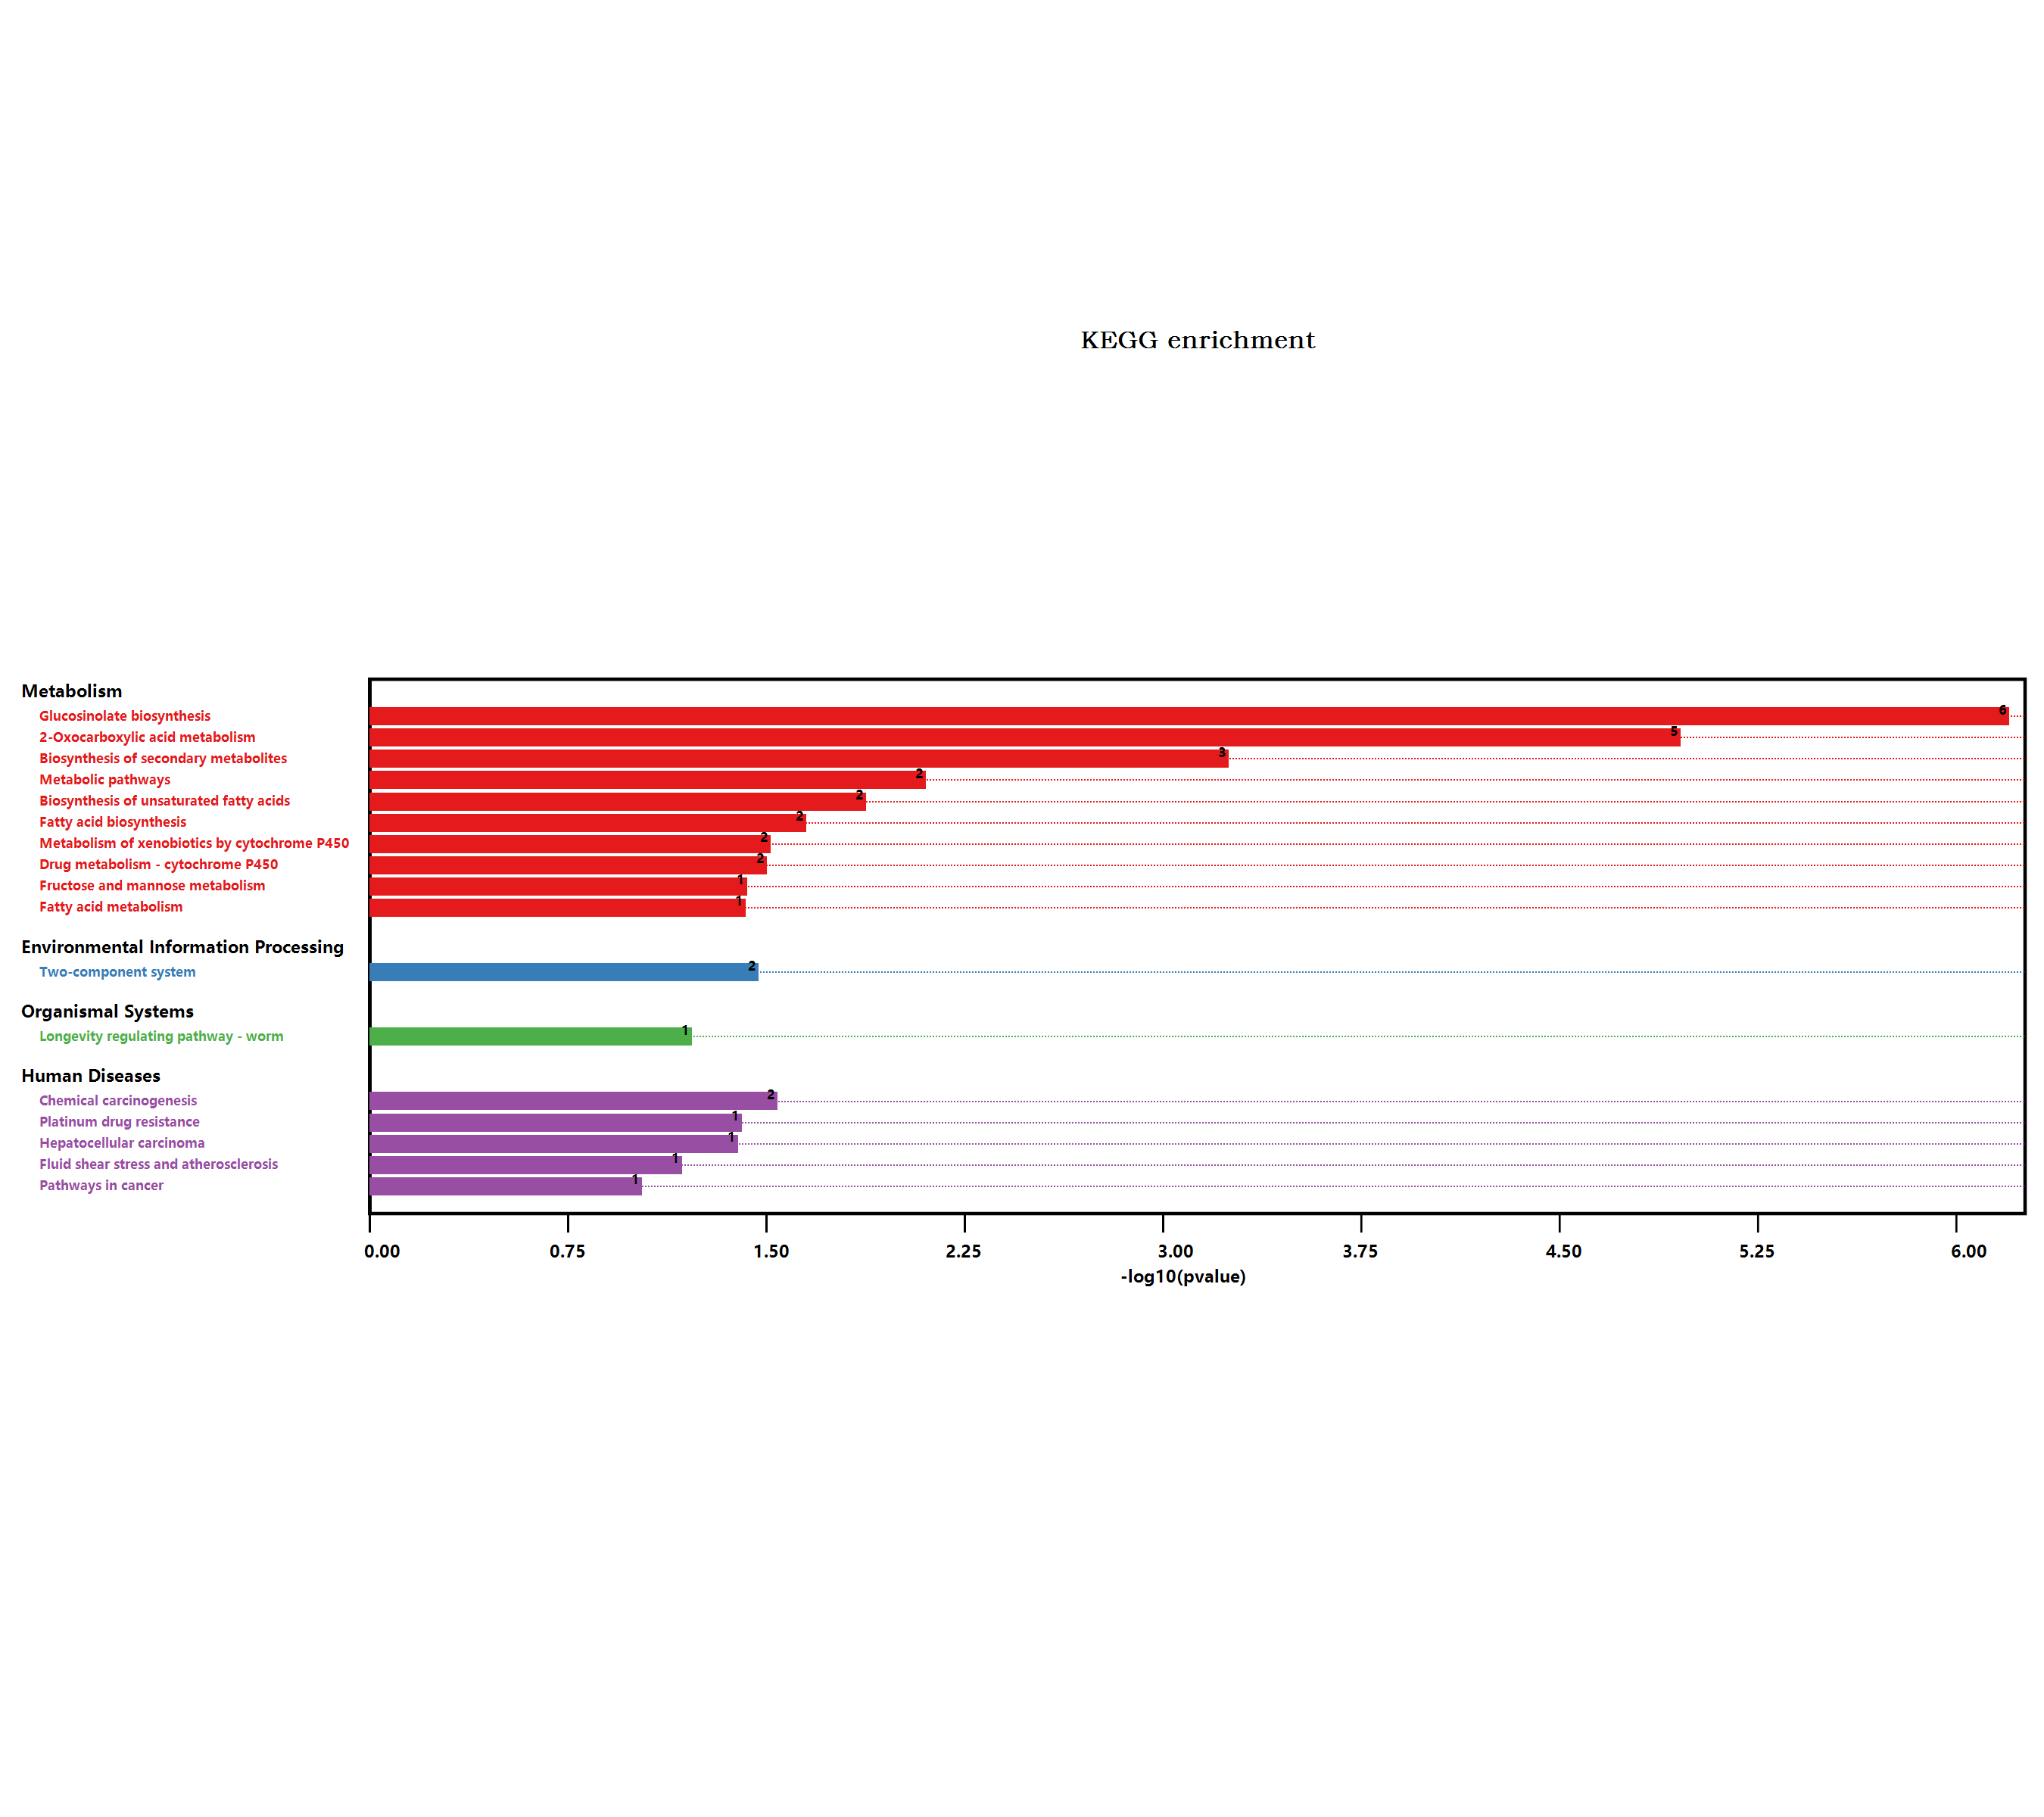 KEGG enrichment
Metabolism
Glucosinolate biosynthesis 6
2-Oxocarboxylic acid metabolism 5
Biosynthesis of secondary metabolites 3
Metabolic pathways 2
Biosynthesis of unsaturated fatty acids 2
Fatty acid biosynthesis 2
Metabolism of xenobiotics by cytochrome P450 2
Drug metabolism - cytochrome P450 2
Fructose and mannose metabolism 1
Fatty acid metabolism 1
Environmental Information Processing
Two-component system 2
Organismal Systems
Longevity regulating pathway - worm 1
Human Diseases
Chemical carcinogenesis 2
Platinum drug resistance 1
Hepatocellular carcinoma 1
Fluid shear stress and atherosclerosis 1
Pathways in cancer 1
0.00 0.75 1.50 2.25 3.00 3.75 4.50 5.25 6.00
-log10(pvalue)